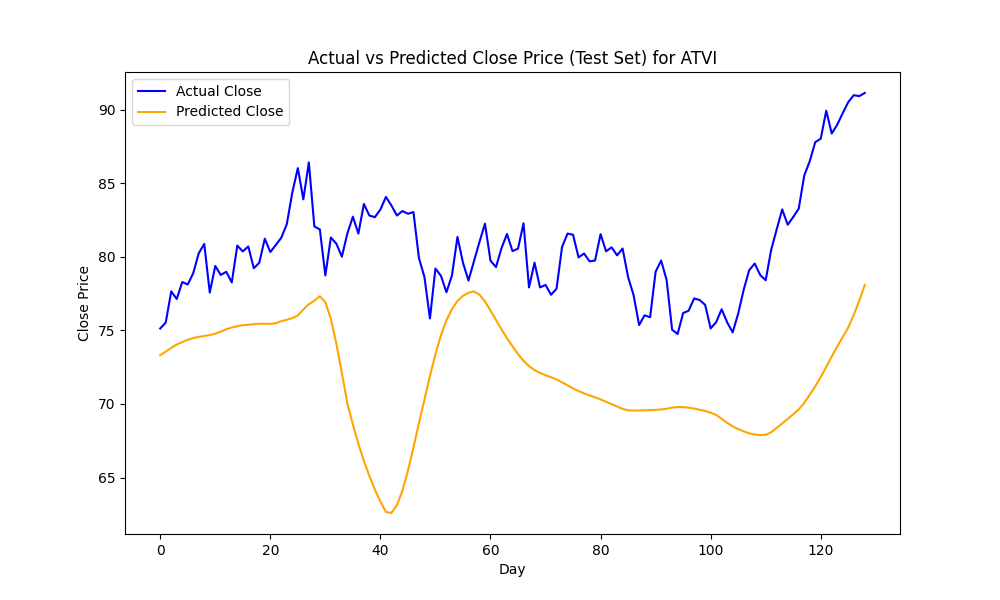 Actual vs Predicted Close Price (Test Set) for ATVI
Actual Close
Predicted Close
90
85
80
75
70
65
Close Price
0 20 40 60 80 100 120
Day